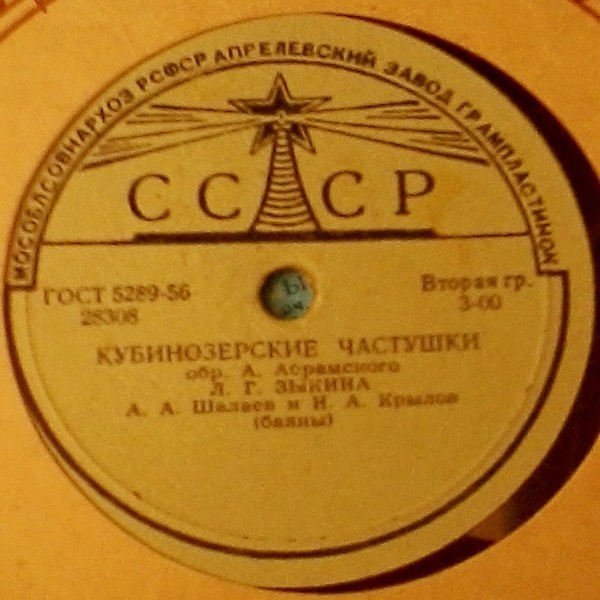 МОСОБЛСОВНАРХОЗ РСФСР АПРЕЛЕВСКИЙ ЗАВОД ГРАМПЛАСТИНОК
СССР
ГОСТ 5289-56
28308
Вторая гр.
3-00
КУБИНОЗЕРСКИЕ ЧАСТУШКИ
обр. А. Абрамского
Л. Г. ЗЫКИНА
А. А. Шалаев и Н. А. Крылов
(баяны)